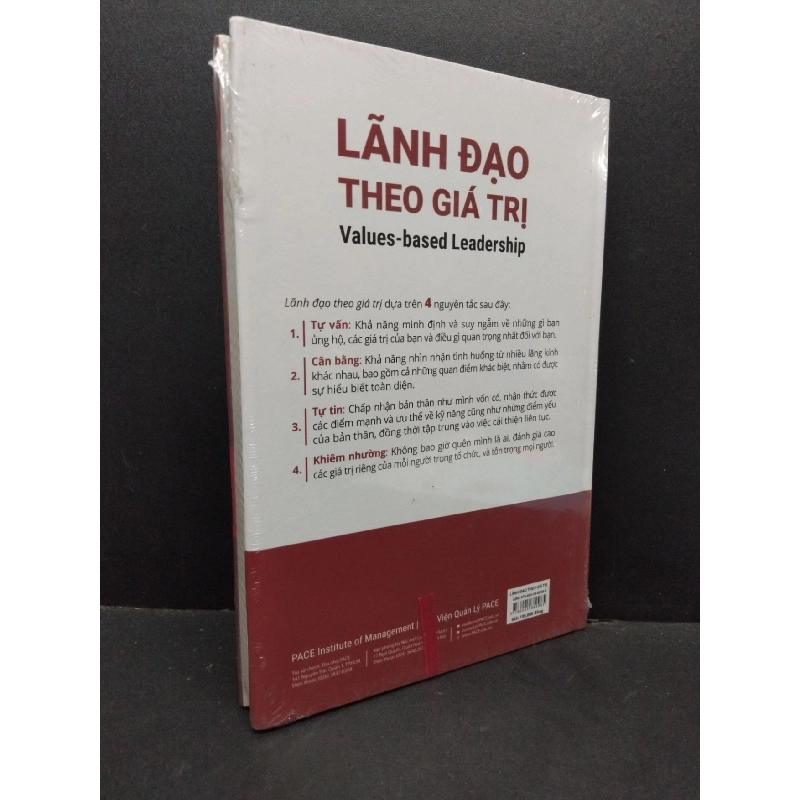 LÃNH ĐẠO
THEO GIÁ TRỊ
Values-based Leadership
Lãnh đạo theo giá trị dựa trên 4 nguyên tắc sau đây:
1. Tự vấn: Khả năng minh định và suy ngẫm về những gì bạn
ủng hộ, các giá trị của bạn và điều gì quan trọng nhất đối với bạn.
2. Cân bằng: Khả năng nhìn nhận tình huống từ nhiều lăng kính
khác nhau, bao gồm cả những quan điểm khác biệt, nhằm có được
sự hiểu biết toàn diện.
3. Tự tin: Chấp nhận bản thân như mình vốn có, nhận thức được
các điểm mạnh và ưu thế về kỹ năng cũng như những điểm yếu
của bản thân, đồng thời tập trung vào việc cải thiện liên tục.
4. Khiêm nhường: Không bao giờ quên mình là ai, đánh giá cao
các giá trị riêng của mỗi người trong tổ chức, và tôn trọng mọi người.
PACE Institute of Management | Viện Quản Lý PACE
LÃNH ĐẠO THEO GIÁ TRỊ